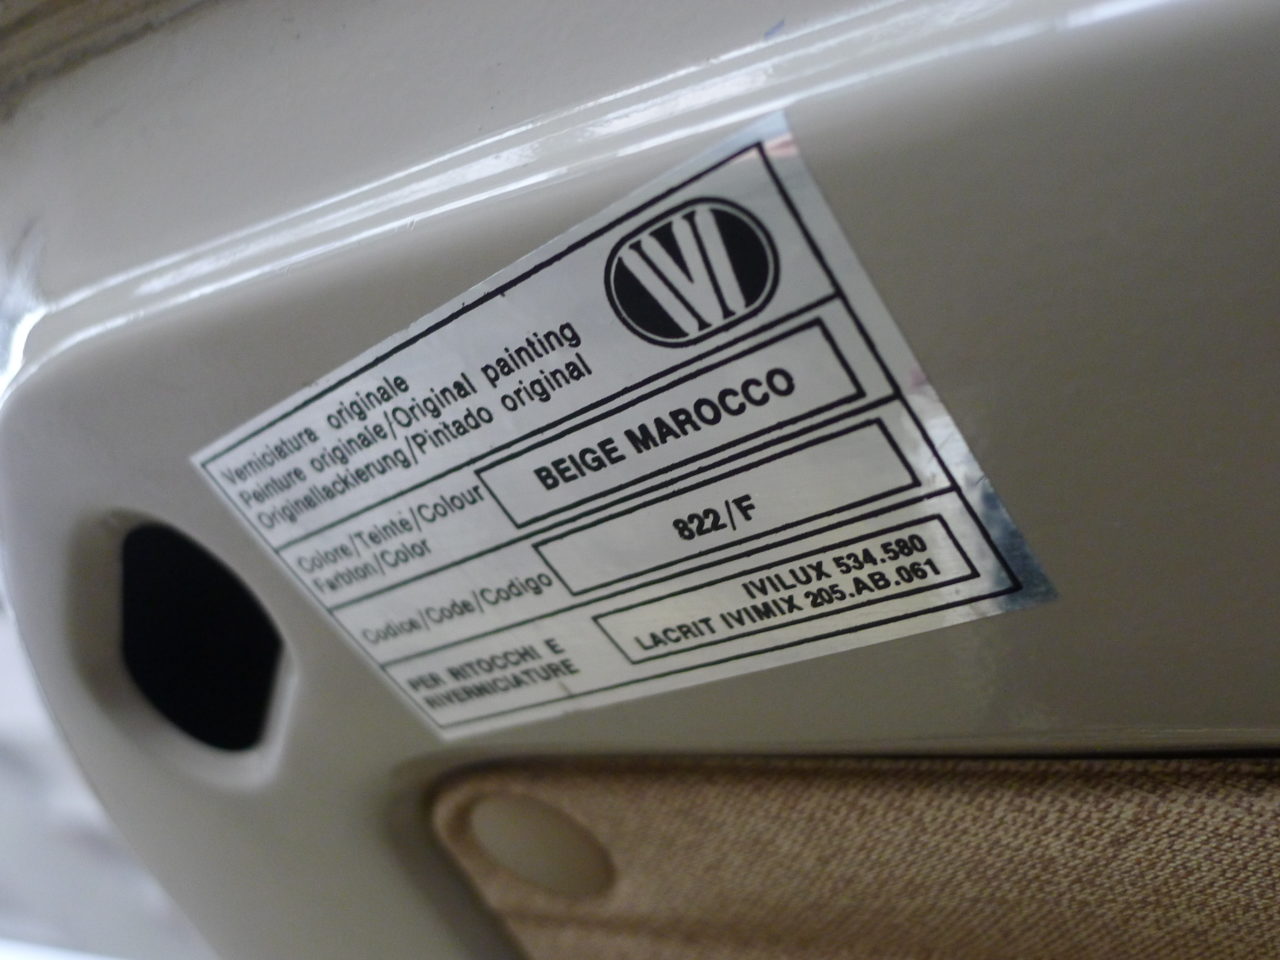 IVI
Verniciatura originale
Peinture originale/Original painting
Originallackierung/Pintado original
Colore/Teinte/Colour
Farbton/Color
BEIGE MAROCCO
Codice/Code/Codigo
822/F
PER RITOCCHI E
RIVERNICIATURE
IVILUX 534.580
LACRIT IVIMIX 205.AB.061